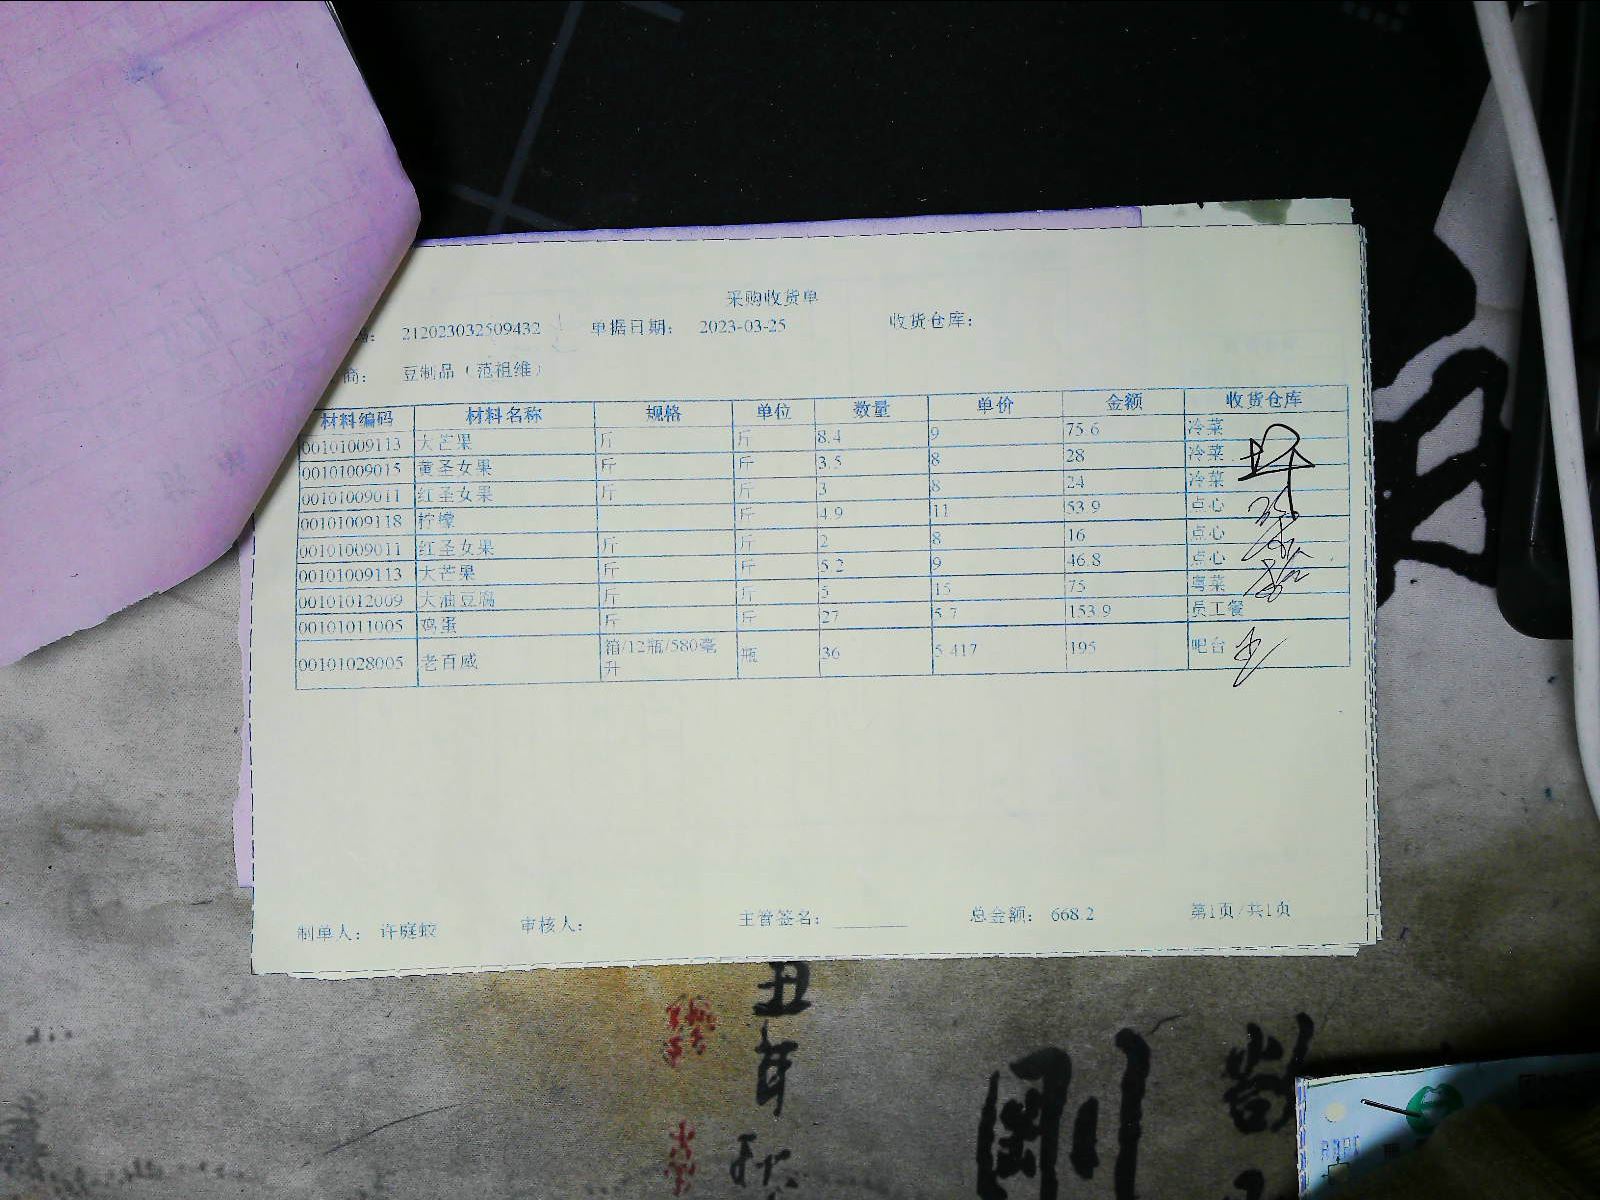 采购收货单
212023032509432 单据日期: 2023-03-25 收货仓库:
商: 豆制品(范祖维)
材料编码 材料名称 规格 单位 数量 单价 金额 收货仓库
00101009113 大芒果 斤 斤 8.4 9 75.6 冷菜
00101009015 黄圣女果 斤 斤 3.5 8 28 冷菜
00101009011 红圣女果 斤 斤 3 8 24 冷菜
00101009118 柠檬 斤 4.9 11 53.9 点心
00101009011 红圣女果 斤 斤 2 8 16 点心
00101009113 大芒果 斤 斤 5.2 9 46.8 点心
00101012009 大油豆腐 斤 斤 5 15 75 粤菜
00101011005 鸡蛋 斤 斤 27 5.7 153.9 员工餐
00101028005 老百威 箱/12瓶/580毫升 瓶 36 5.417 195 吧台
制单人: 许庭蛟 审核人: 主管签名: 总金额: 668.2 第1页/共1页
丑年秋
剛